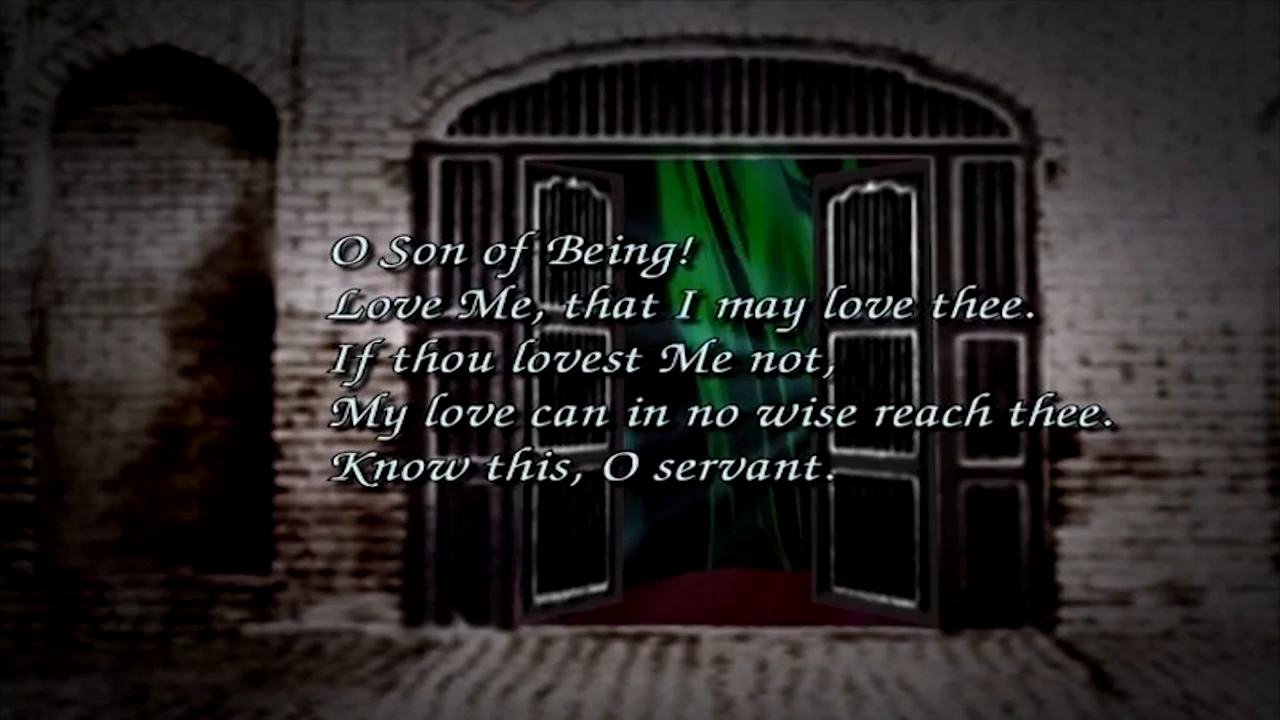 O Son of Being!
Love Me, that I may love thee.
If thou lovest Me not,
My love can in no wise reach thee.
Know this, O servant.